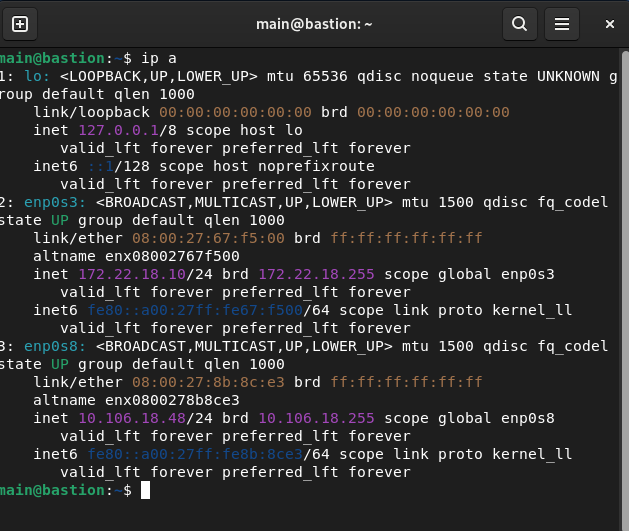 main@bastion: ~
main@bastion:~$ ip a
1: lo: <LOOPBACK,UP,LOWER_UP> mtu 65536 qdisc noqueue state UNKNOWN g
roup default qlen 1000
    link/loopback 00:00:00:00:00:00 brd 00:00:00:00:00:00
    inet 127.0.0.1/8 scope host lo
       valid_lft forever preferred_lft forever
    inet6 ::1/128 scope host noprefixroute
       valid_lft forever preferred_lft forever
2: enp0s3: <BROADCAST,MULTICAST,UP,LOWER_UP> mtu 1500 qdisc fq_codel
state UP group default qlen 1000
    link/ether 08:00:27:67:f5:00 brd ff:ff:ff:ff:ff:ff
    altname enx08002767f500
    inet 172.22.18.10/24 brd 172.22.18.255 scope global enp0s3
       valid_lft forever preferred_lft forever
    inet6 fe80::a00:27ff:fe67:f500/64 scope link proto kernel_ll
       valid_lft forever preferred_lft forever
3: enp0s8: <BROADCAST,MULTICAST,UP,LOWER_UP> mtu 1500 qdisc fq_codel
state UP group default qlen 1000
    link/ether 08:00:27:8b:8c:e3 brd ff:ff:ff:ff:ff:ff
    altname enx0800278b8ce3
    inet 10.106.18.48/24 brd 10.106.18.255 scope global enp0s8
       valid_lft forever preferred_lft forever
    inet6 fe80::a00:27ff:fe8b:8ce3/64 scope link proto kernel_ll
       valid_lft forever preferred_lft forever
main@bastion:~$